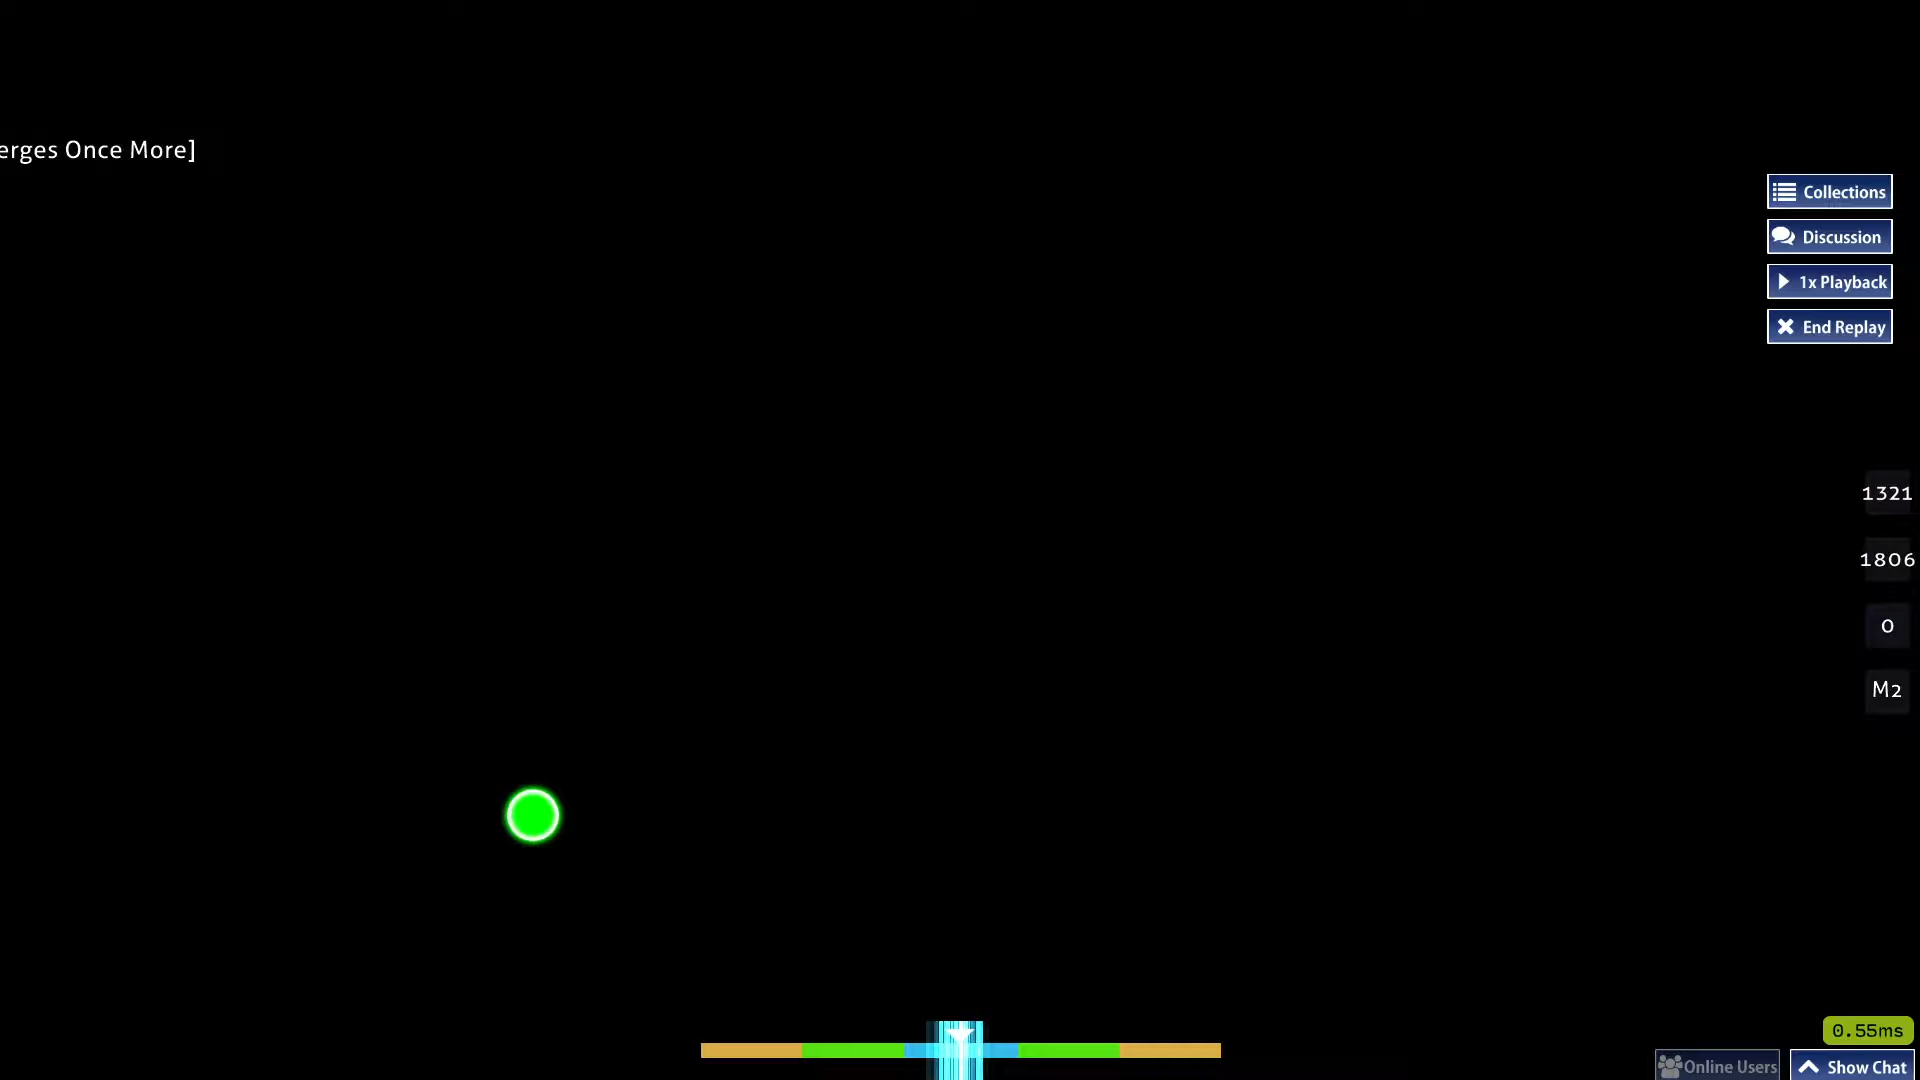 erges Once More]
Collections
Discussion
1x Playback
End Replay
1321
1806
0
M2
0.55ms
Online Users
Show Chat